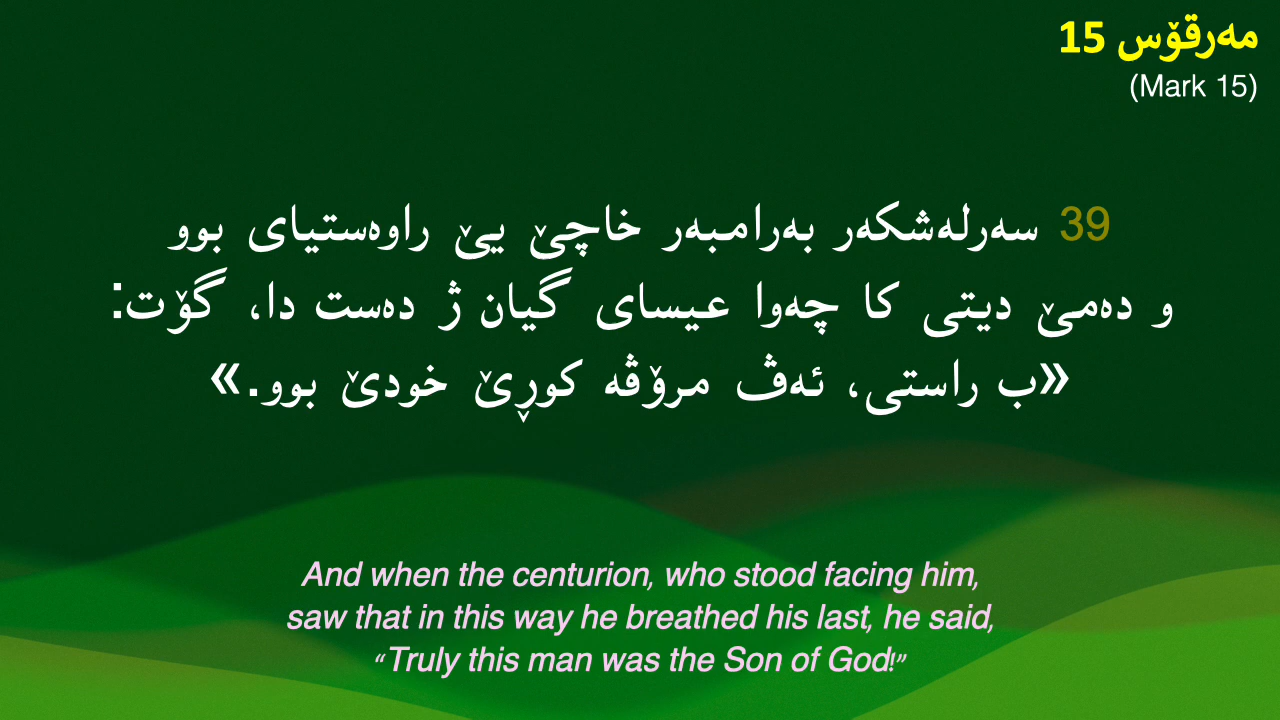 مەرقۆس 15
(Mark 15)
39 سەرلەشکەر بەرامبەر خاچێ یێ راوەستیای بوو
و دەمێ دیتی کا چەوا عیسای گیان ژ دەست دا، گۆت:
«ب راستی، ئەڤ مرۆڤە کوڕێ خودێ بوو.»
And when the centurion, who stood facing him,
saw that in this way he breathed his last, he said,
“Truly this man was the Son of God!”